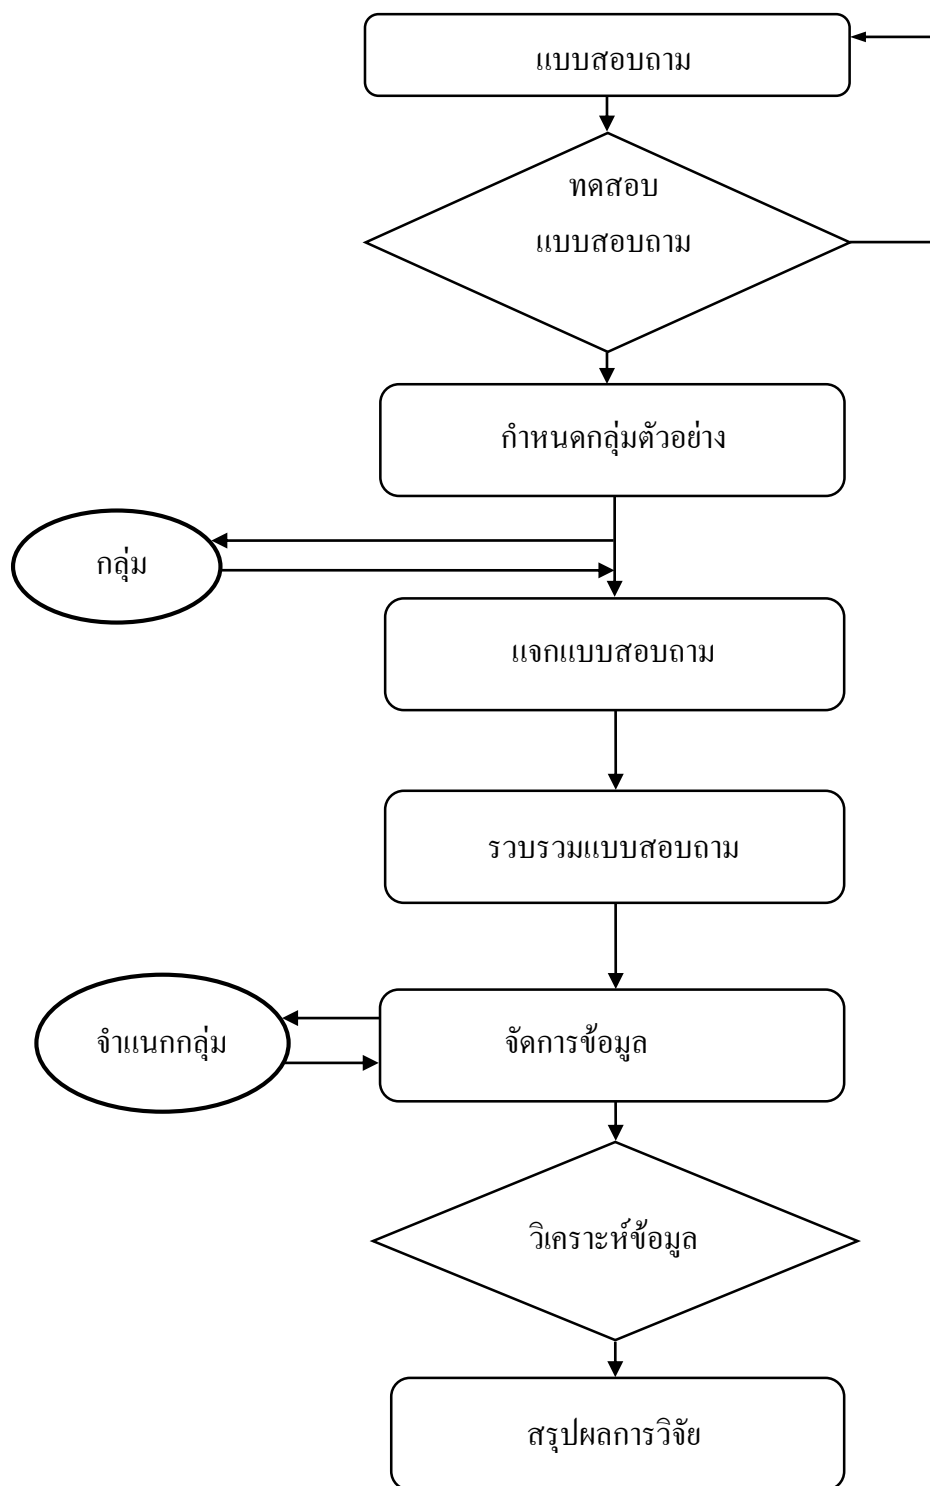 แบบสอบถาม
ทดสอบ
แบบสอบถาม
กำหนดกลุ่มตัวอย่าง
กลุ่ม
แจกแบบสอบถาม
รวบรวมแบบสอบถาม
จำแนกกลุ่ม
จัดการข้อมูล
วิเคราะห์ข้อมูล
สรุปผลการวิจัย